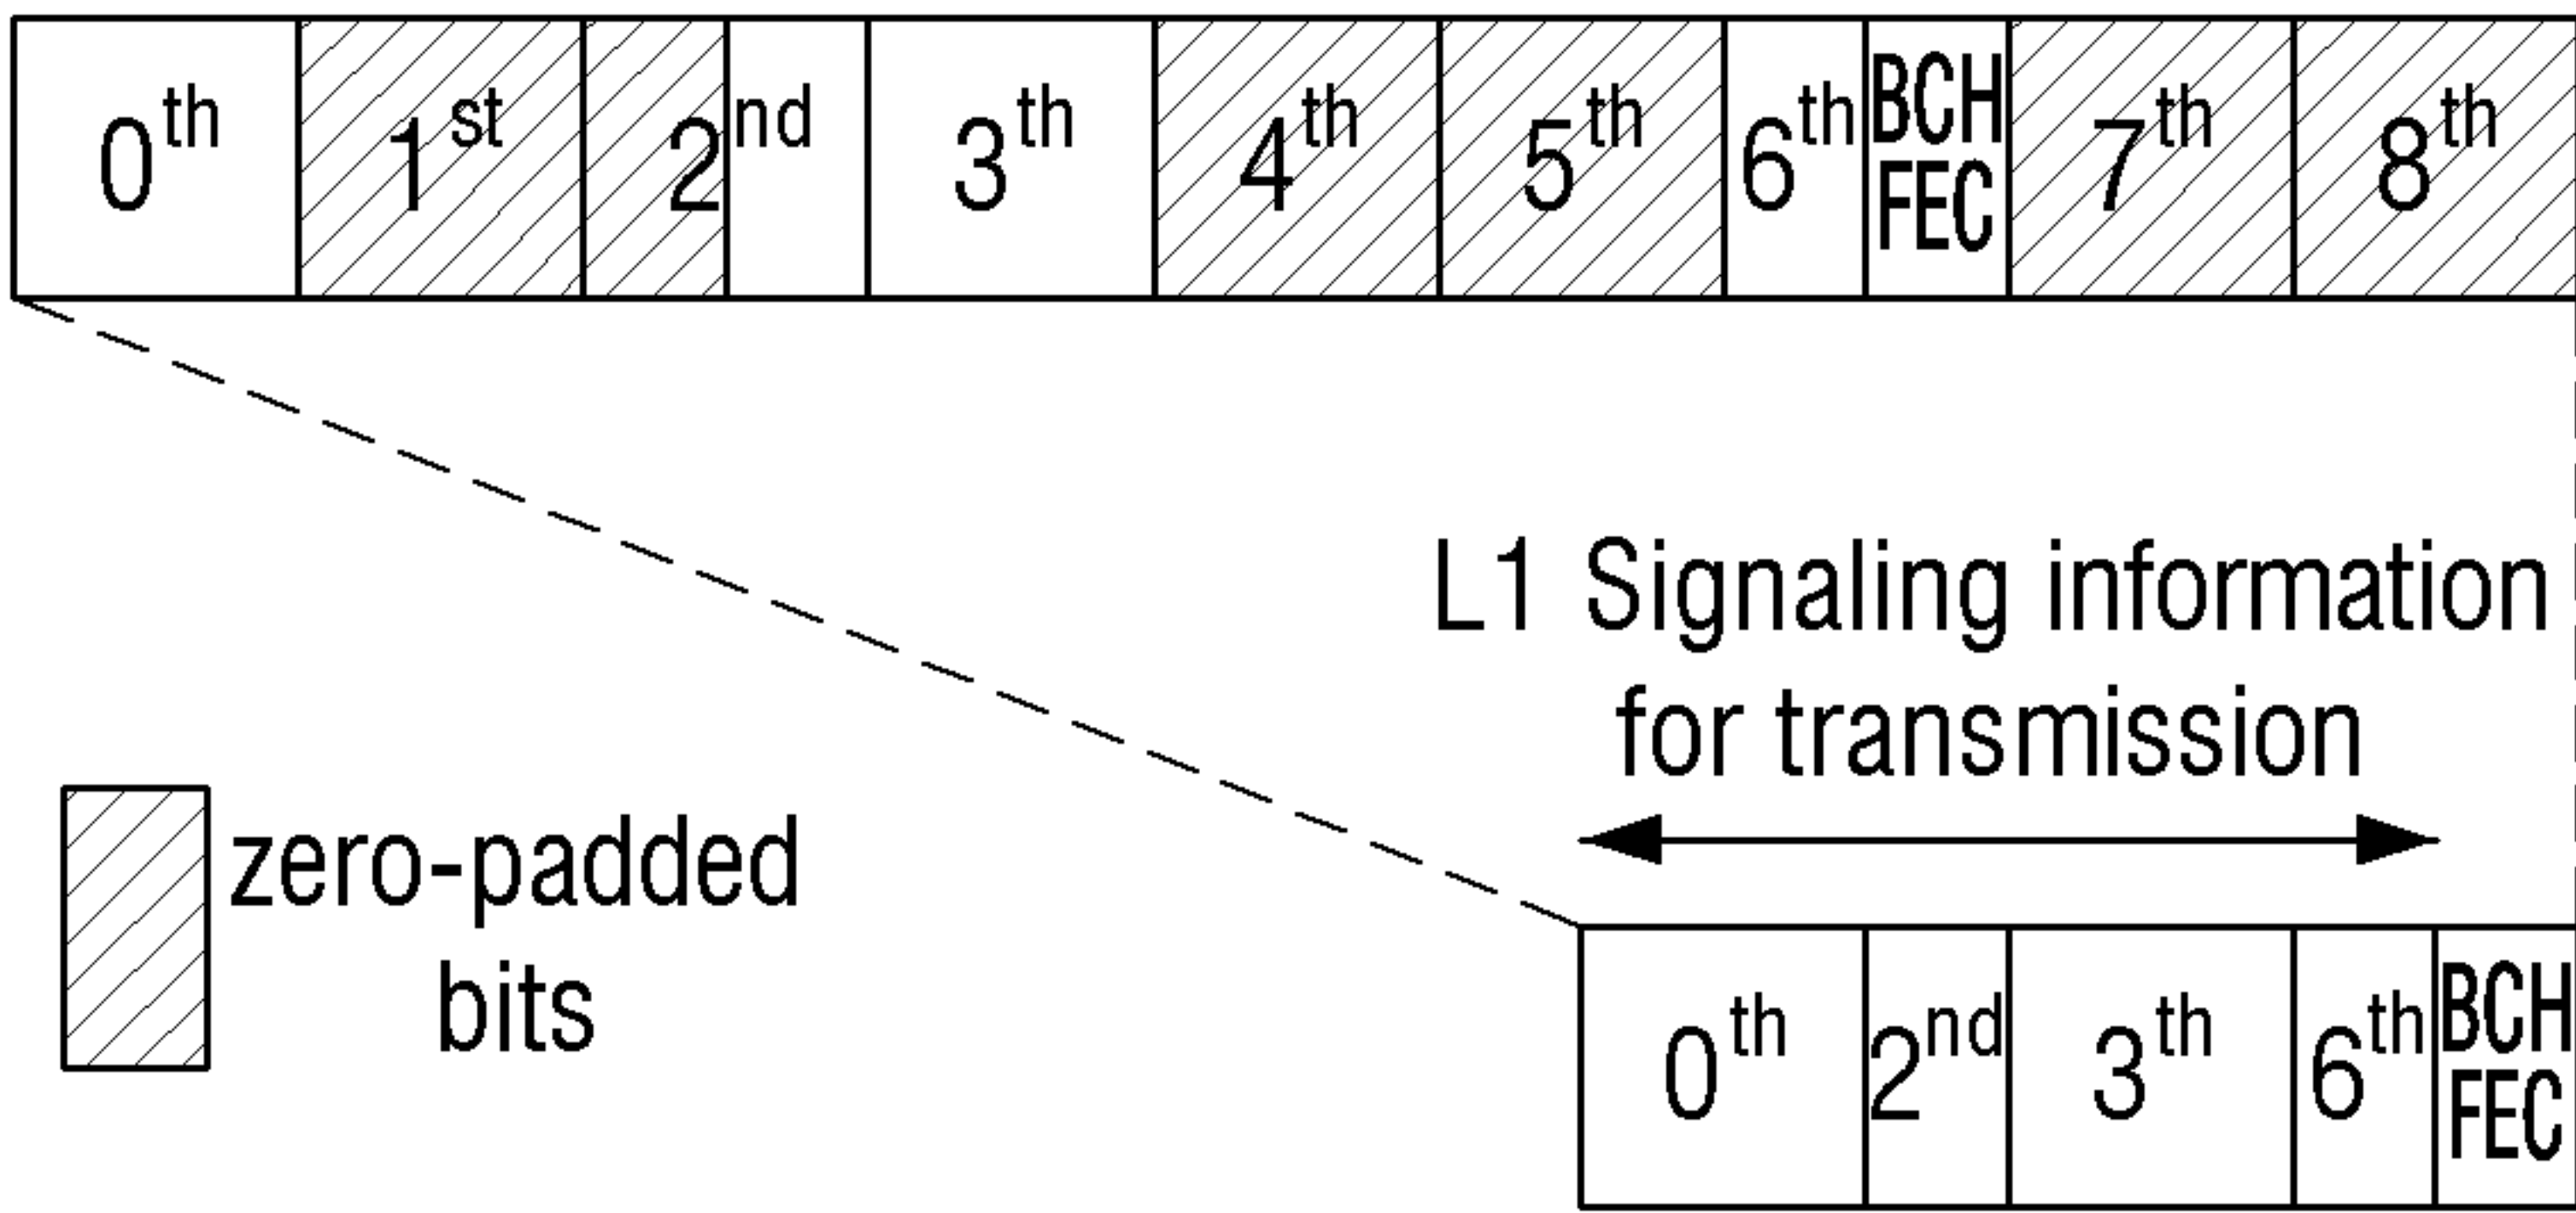 0th 1st 2nd 3th 4th 5th 6th BCH FEC 7th 8th
L1 Signaling information
for transmission
zero-padded
bits
0th 2nd 3th 6th BCH FEC